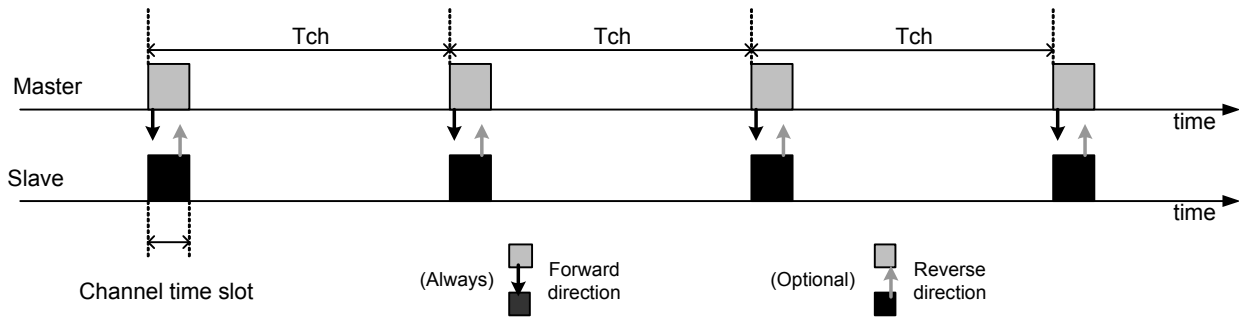 Tch Tch Tch
Master
time
Slave
time
Channel time slot
(Always) Forward direction
(Optional) Reverse direction